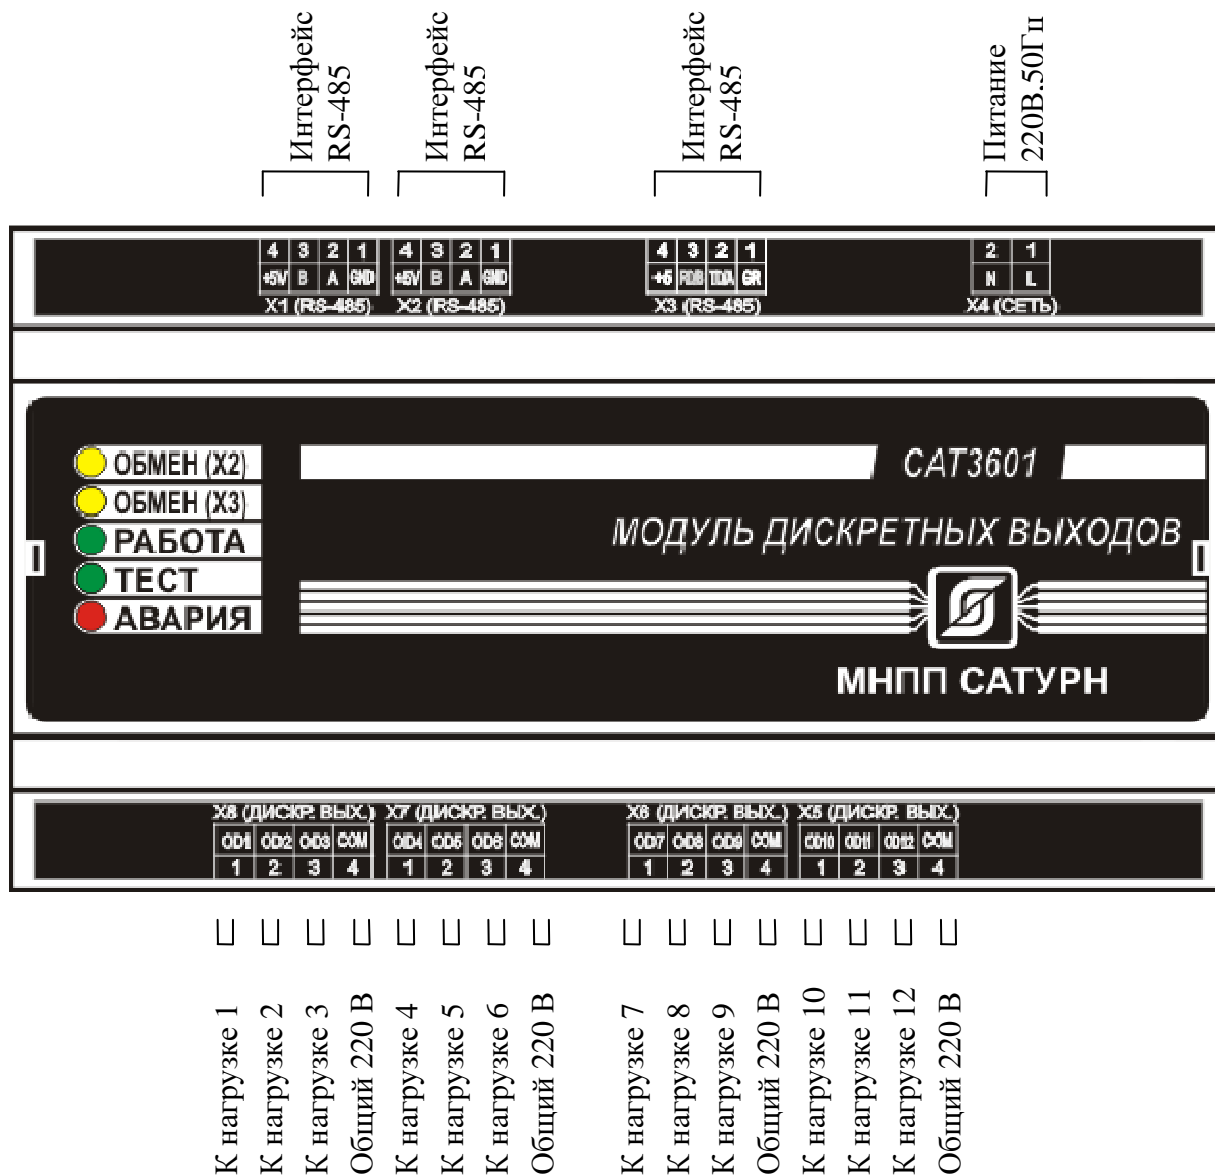 Интерфейс
RS-485
Интерфейс
RS-485
Интерфейс
RS-485
Питание
220В.50Гц
4 3 2 1
+5V B A GND
X1 (RS-485)
4 3 2 1
+5V B A GND
X2 (RS-485)
4 3 2 1
+5 RDB TDA GR
X3 (RS-485)
2 1
N L
X4 (СЕТЬ)
ОБМЕН (X2)
ОБМЕН (X3)
РАБОТА
ТЕСТ
АВАРИЯ
САТ3601
МОДУЛЬ ДИСКРЕТНЫХ ВЫХОДОВ
МНПП САТУРН
X8 (ДИСКР. ВЫХ.)
OD1 OD2 OD3 COM
1 2 3 4
X7 (ДИСКР. ВЫХ.)
OD4 OD5 OD6 COM
1 2 3 4
X6 (ДИСКР. ВЫХ.)
OD7 OD8 OD9 COM
1 2 3 4
X5 (ДИСКР. ВЫХ.)
OD10 OD11 OD12 COM
1 2 3 4
К нагрузке 1
К нагрузке 2
К нагрузке 3
Общий 220 В
К нагрузке 4
К нагрузке 5
К нагрузке 6
Общий 220 В
К нагрузке 7
К нагрузке 8
К нагрузке 9
Общий 220 В
К нагрузке 10
К нагрузке 11
К нагрузке 12
Общий 220 В